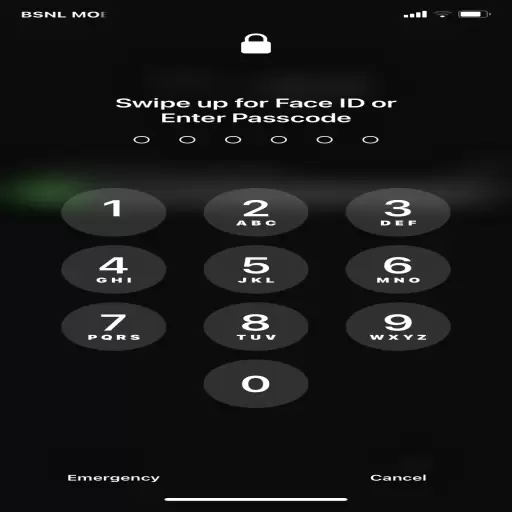 BSNL MO
Swipe up for Face ID or
Enter Passcode
1
2
ABC
3
DEF
4
GHI
5
JKL
6
MNO
7
PQRS
8
TUV
9
WXYZ
0
Emergency
Cancel